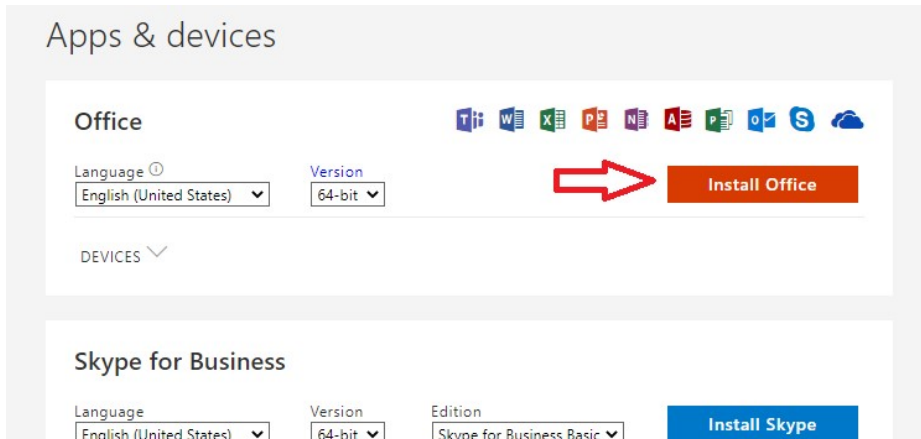 Apps & devices
Office
Language
Version
English (United States)
64-bit
Install Office
DEVICES
Skype for Business
Language
Version
Edition
English (United States)
64-bit
Skype for Business Basic
Install Skype